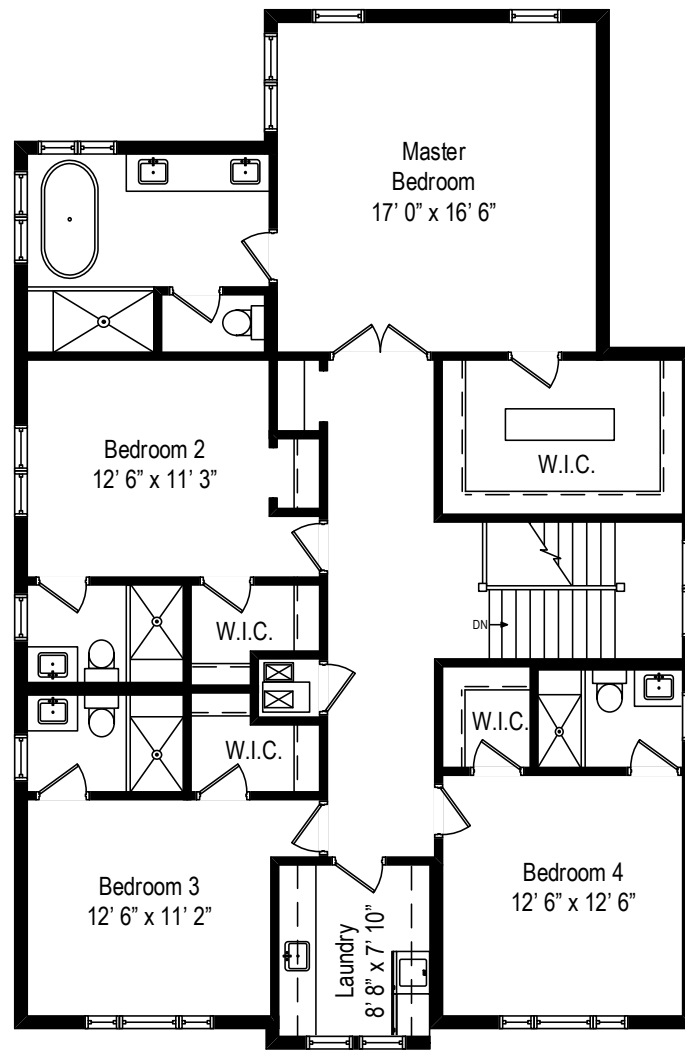 Master
Bedroom
17’ 0” x 16’ 6”
Bedroom 2
12’ 6” x 11’ 3”
W.I.C.
DN
W.I.C.
W.I.C.
W.I.C.
Bedroom 3
12’ 6” x 11’ 2”
Laundry
8’ 8” x 7’ 10”
Bedroom 4
12’ 6” x 12’ 6”